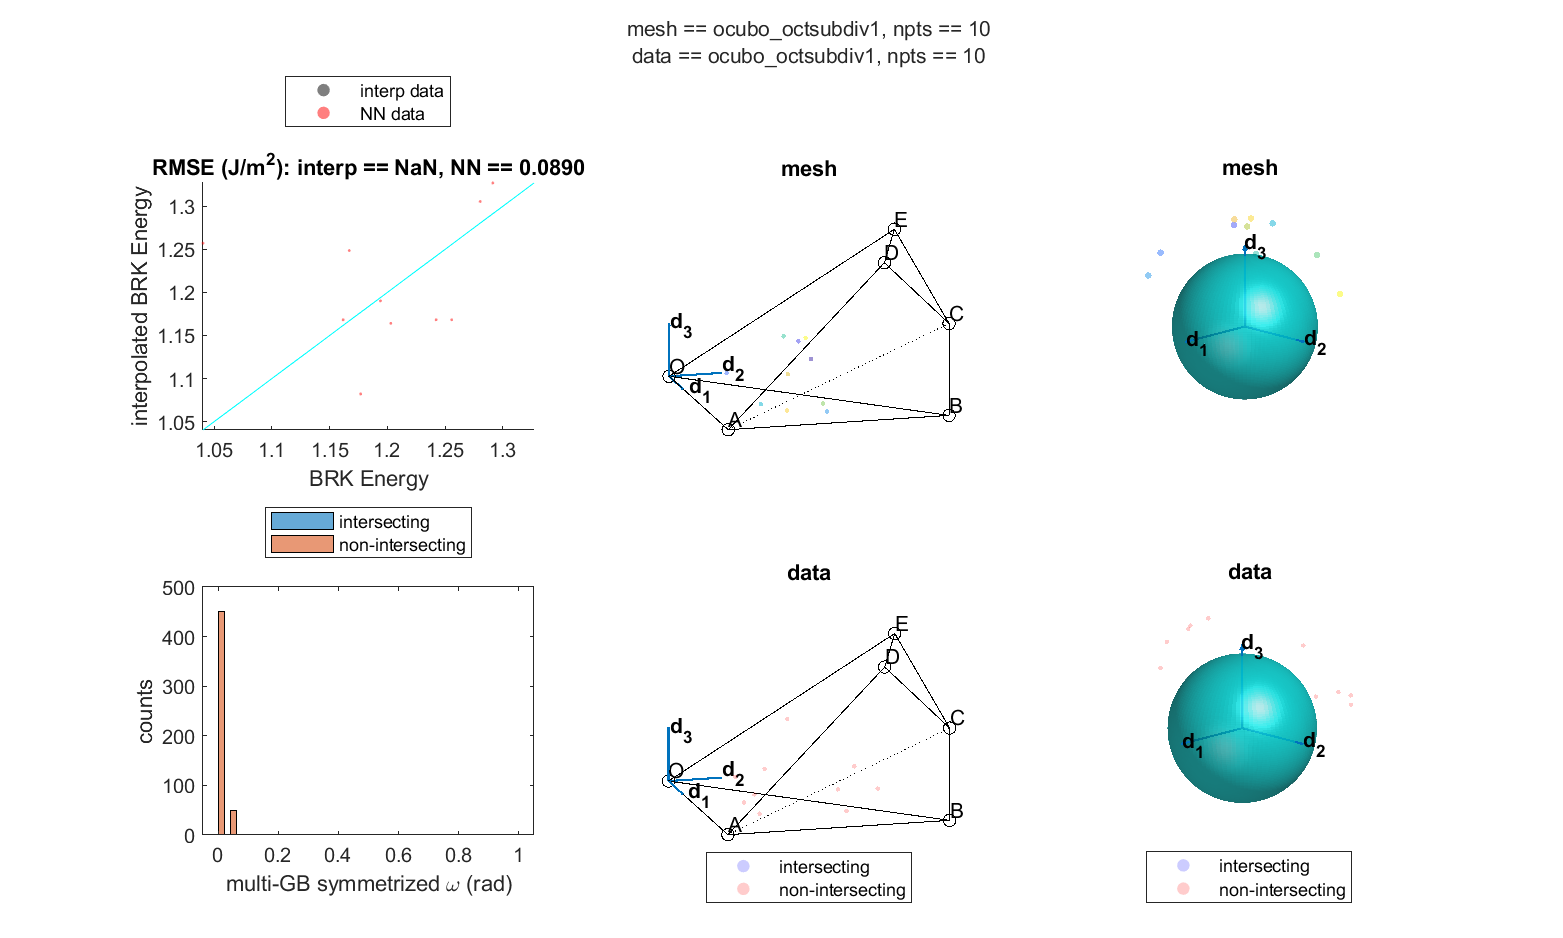 mesh == ocubo_octsubdiv1, npts == 10
data == ocubo_octsubdiv1, npts == 10
interp data
NN data
RMSE (J/m²): interp == NaN, NN == 0.0890
interpolated BRK Energy
1.3
1.25
1.2
1.15
1.1
1.05
1.05
1.1
1.15
1.2
1.25
1.3
BRK Energy
mesh
E
D
C
d₃
O
d₂
d₁
A
B
mesh
d₃
d₁
d₂
intersecting
non-intersecting
counts
500
400
300
200
100
0
0
0.2
0.4
0.6
0.8
1
multi-GB symmetrized ω (rad)
data
E
D
C
d₃
O
d₂
d₁
A
B
intersecting
non-intersecting
data
d₃
d₁
d₂
intersecting
non-intersecting